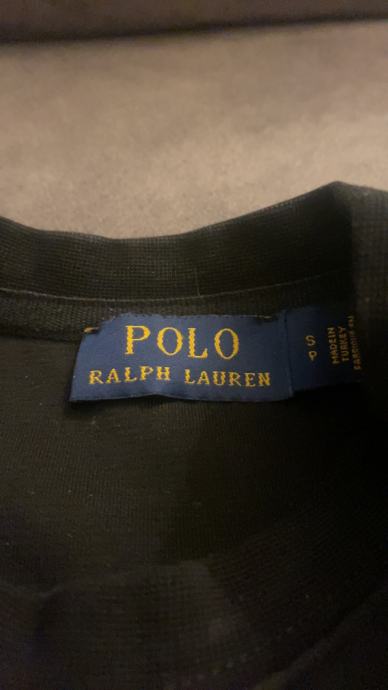 POLO
RALPH LAUREN
S
P
MADE IN
TURKEY